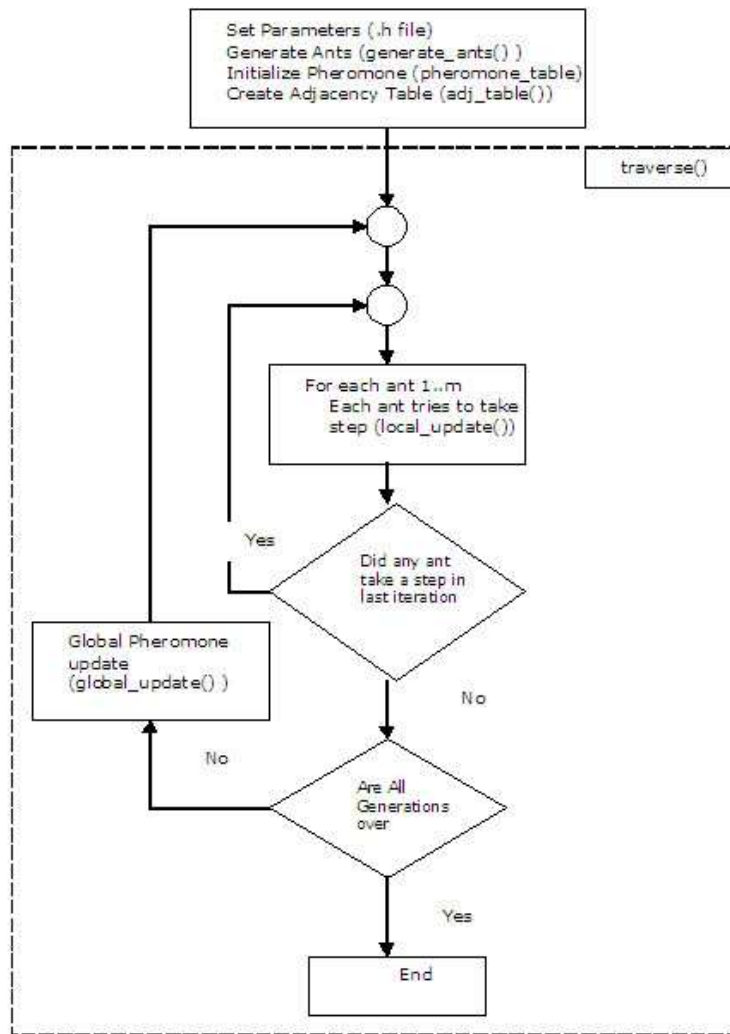 Set Parameters (.h file)
Generate Ants (generate_ants() )
Initialize Pheromone (pheromone_table)
Create Adjacency Table (adj_table())
traverse()
For each ant 1..m
Each ant tries to take
step (local_update())
Yes
Did any ant
take a step in
last iteration
Global Pheromone
update
(global_update() )
No
No
Are All
Generations
over
Yes
End